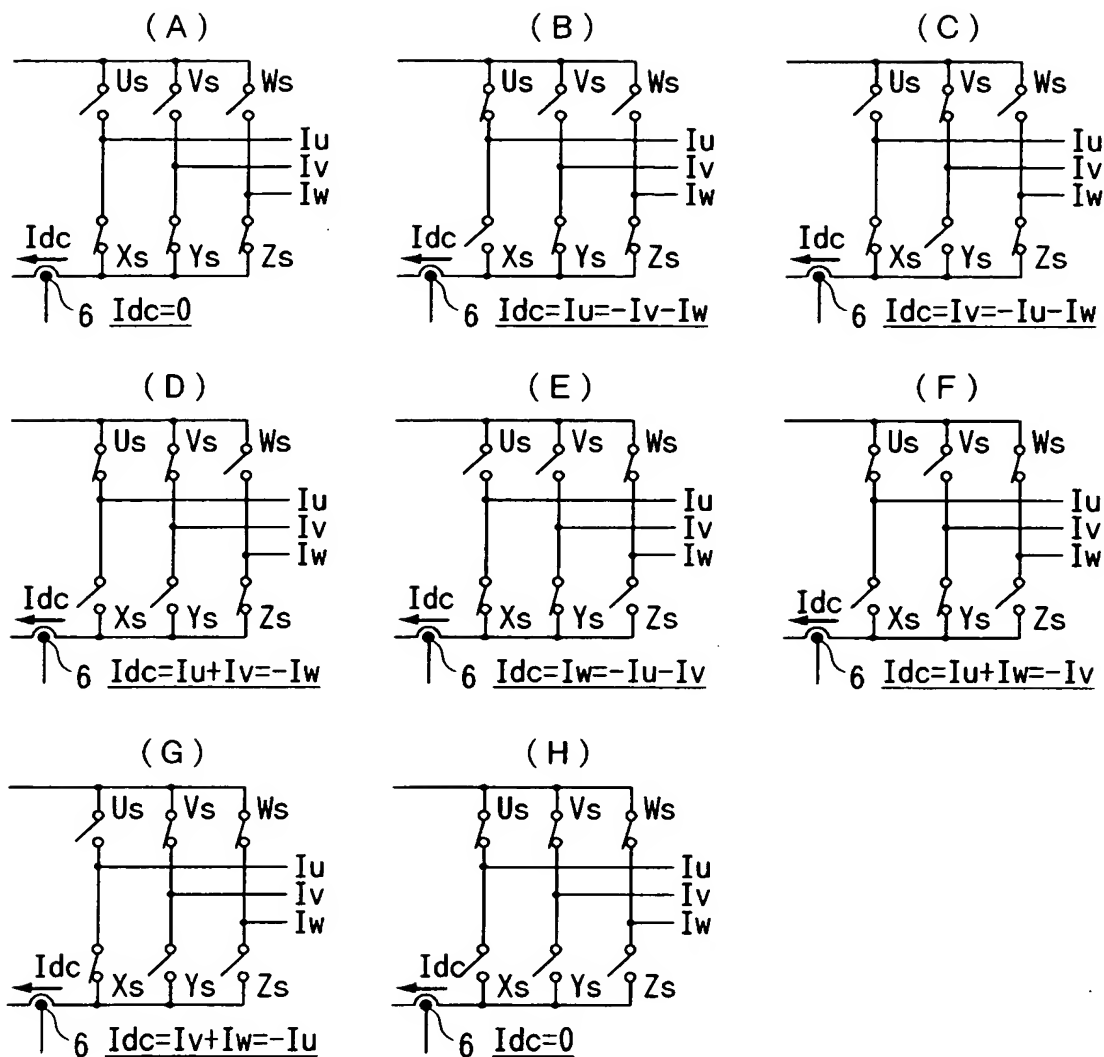 (A)
Us Vs Ws
Iu
Iv
Iw
Idc
Xs Ys Zs
6 Idc=0
(B)
Us Vs Ws
Iu
Iv
Iw
Idc
Xs Ys Zs
6 Idc=Iu=-Iv-Iw
(C)
Us Vs Ws
Iu
Iv
Iw
Idc
Xs Ys Zs
6 Idc=Iv=-Iu-Iw
(D)
Us Vs Ws
Iu
Iv
Iw
Idc
Xs Ys Zs
6 Idc=Iu+Iv=-Iw
(E)
Us Vs Ws
Iu
Iv
Iw
Idc
Xs Ys Zs
6 Idc=Iw=-Iu-Iv
(F)
Us Vs Ws
Iu
Iv
Iw
Idc
Xs Ys Zs
6 Idc=Iu+Iw=-Iv
(G)
Us Vs Ws
Iu
Iv
Iw
Idc
Xs Ys Zs
6 Idc=Iv+Iw=-Iu
(H)
Us Vs Ws
Iu
Iv
Iw
Idc
Xs Ys Zs
6 Idc=0